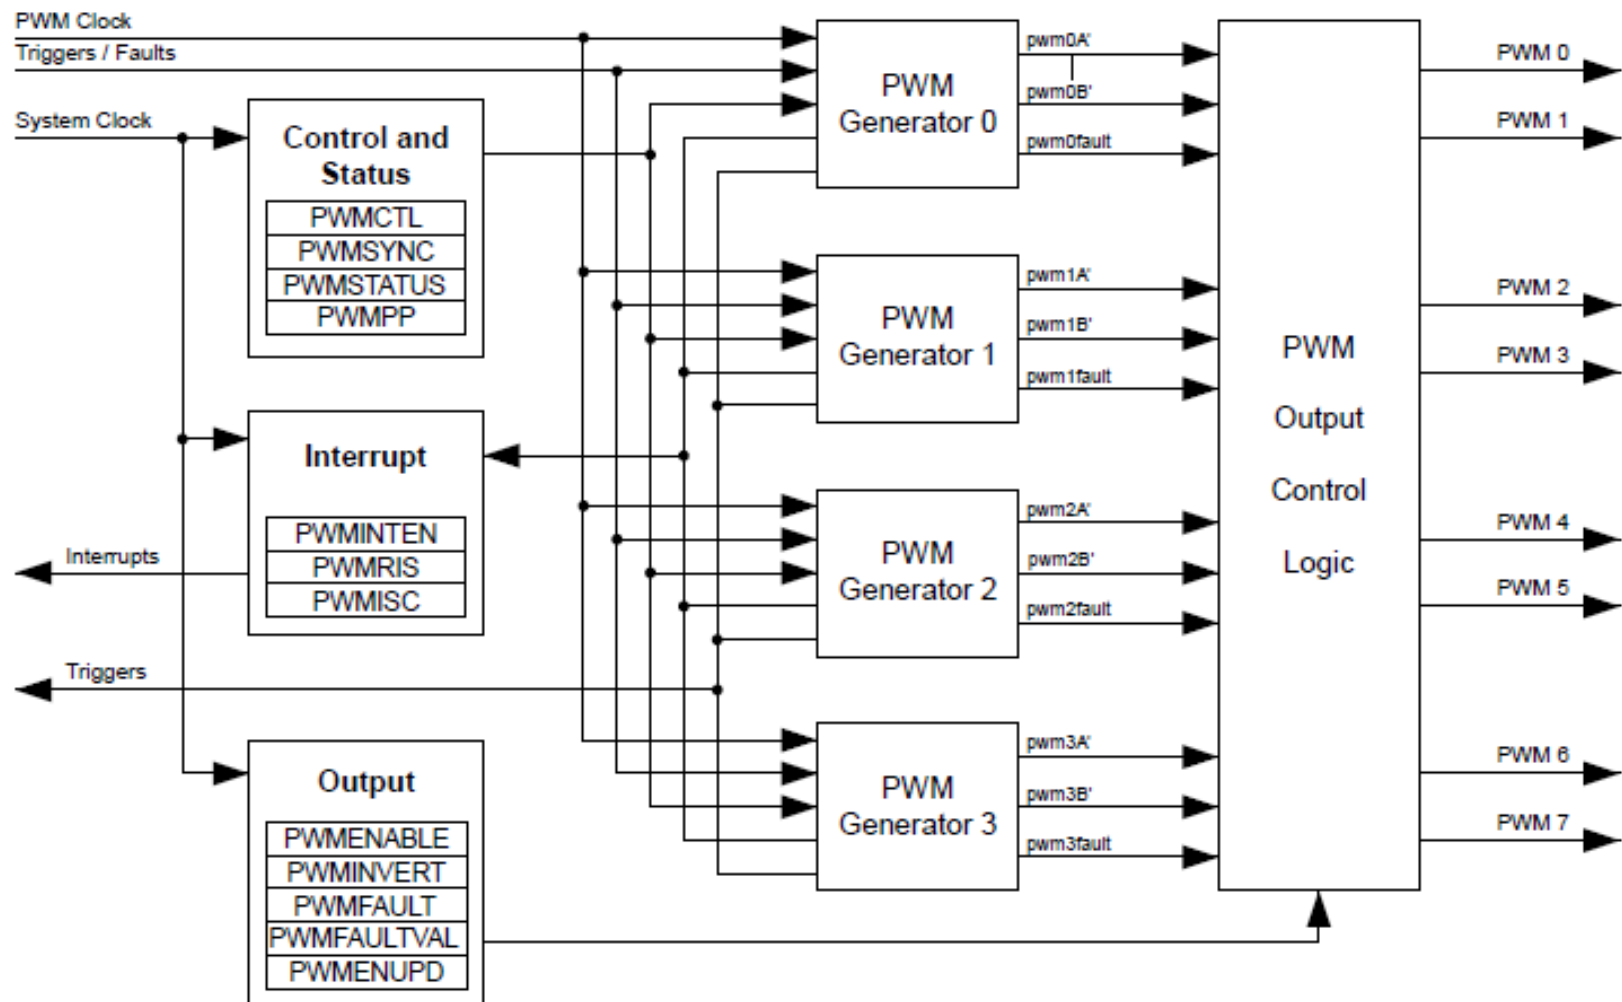 PWM Clock
Triggers / Faults
System Clock
Control and
Status
PWMCTL
PWMSYNC
PWMSTATUS
PWMPP
Interrupt
PWMINTEN
PWMRIS
PWMISC
Interrupts
Triggers
Output
PWMENABLE
PWMINVERT
PWMFAULT
PWMFAULTVAL
PWMENUPD
PWM
Generator 0
pwm0A'
pwm0B'
pwm0fault
PWM
Generator 1
pwm1A'
pwm1B'
pwm1fault
PWM
Generator 2
pwm2A'
pwm2B'
pwm2fault
PWM
Generator 3
pwm3A'
pwm3B'
pwm3fault
PWM
Output
Control
Logic
PWM 0
PWM 1
PWM 2
PWM 3
PWM 4
PWM 5
PWM 6
PWM 7